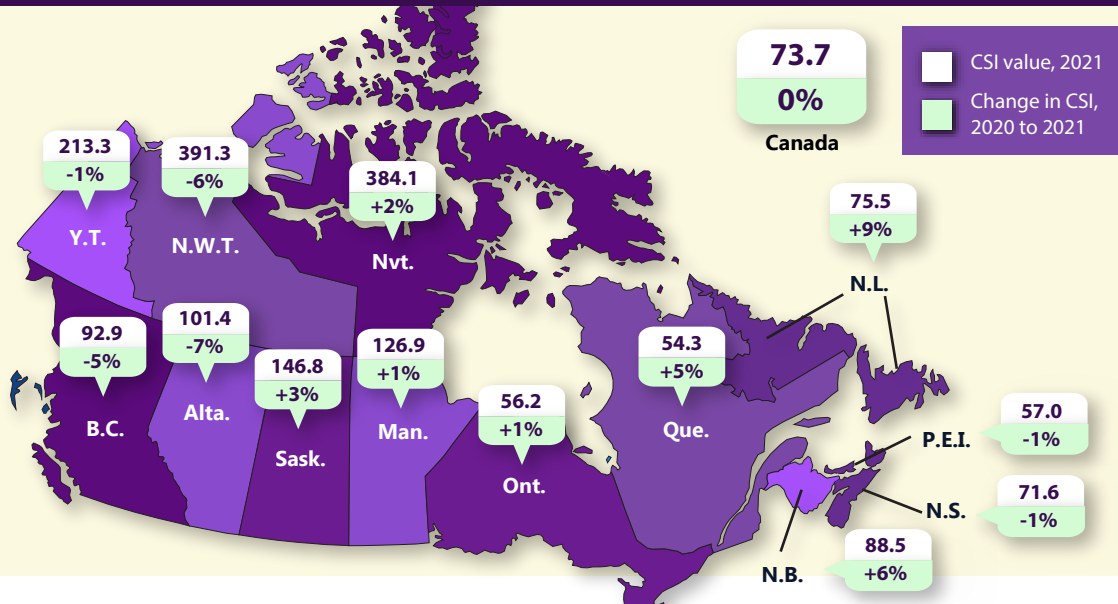 73.7
0%
Canada
CSI value, 2021
Change in CSI,
2020 to 2021
213.3
-1%
Y.T.
391.3
-6%
N.W.T.
384.1
+2%
Nvt.
75.5
+9%
N.L.
92.9
-5%
B.C.
101.4
-7%
Alta.
146.8
+3%
Sask.
126.9
+1%
Man.
56.2
+1%
Ont.
54.3
+5%
Que.
57.0
-1%
P.E.I.
71.6
-1%
N.S.
88.5
+6%
N.B.